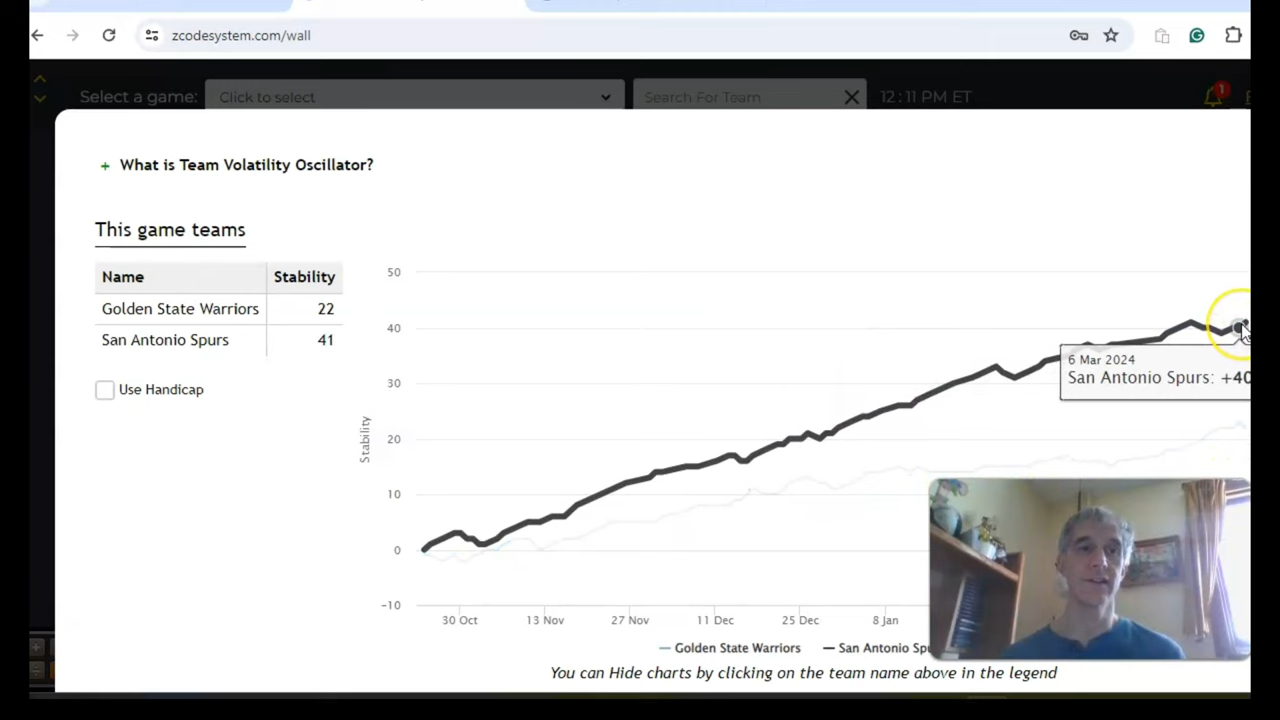 zcodesystem.com/wall
Select a game:
Click to select
Search For Team
12:11 PM ET
1
+ What is Team Volatility Oscillator?
This game teams
Name Stability
Golden State Warriors 22
San Antonio Spurs 41
Use Handicap
Stability
50
40
30
20
10
0
-10
6 Mar 2024
San Antonio Spurs: +40
30 Oct 13 Nov 27 Nov 11 Dec 25 Dec 8 Jan
Golden State Warriors San Antonio Spu
You can Hide charts by clicking on the team name above in the legend